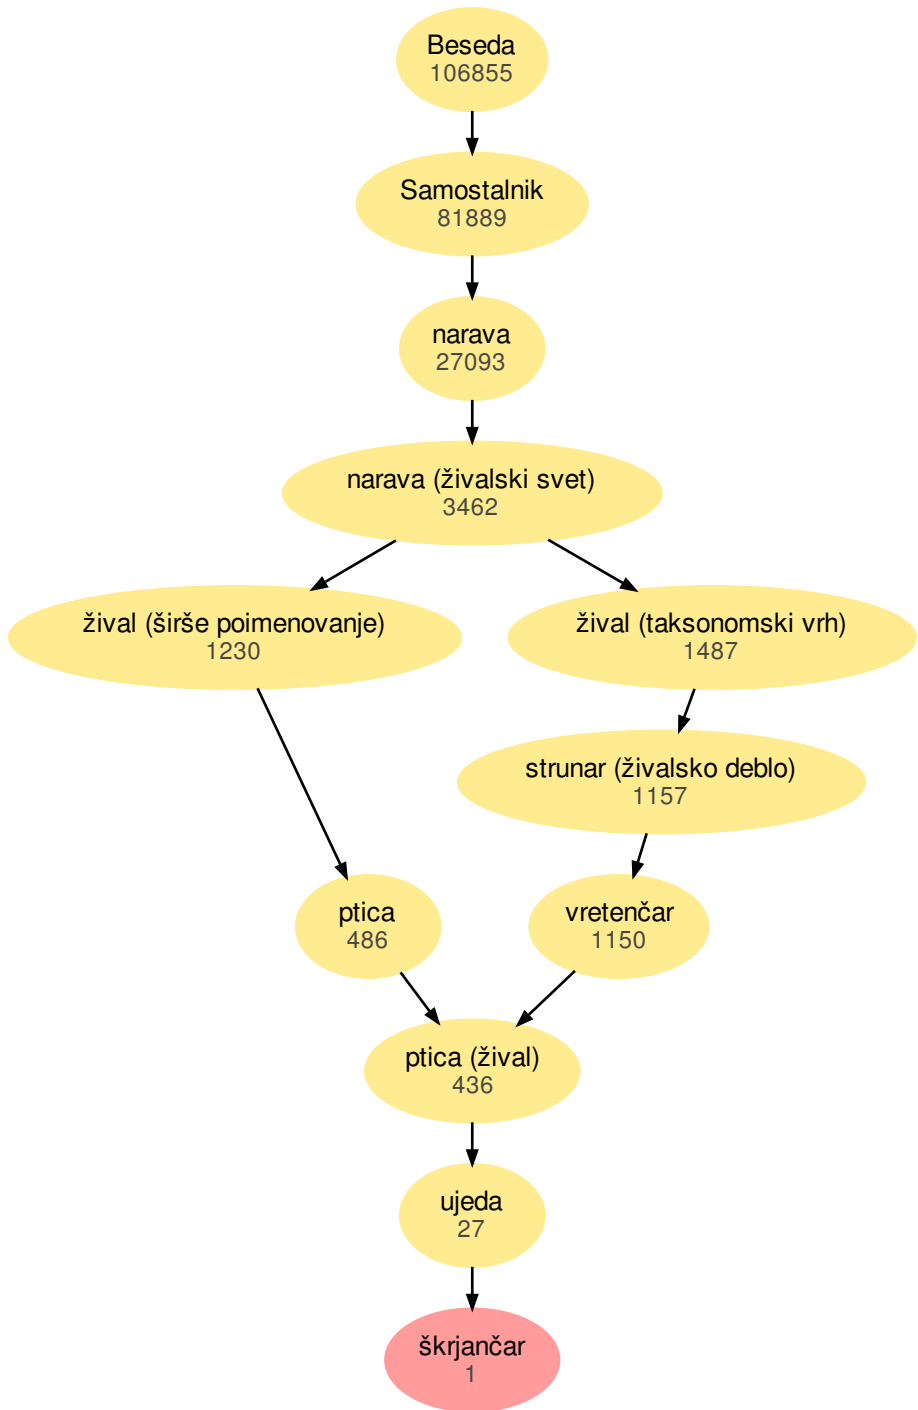 Beseda
106855
Samostalnik
81889
narava
27093
narava (živalski svet)
3462
žival (širše poimenovanje)
1230
žival (taksonomski vrh)
1487
strunar (živalsko deblo)
1157
ptica
486
vretenčar
1150
ptica (žival)
436
ujeda
27
škrjančar
1